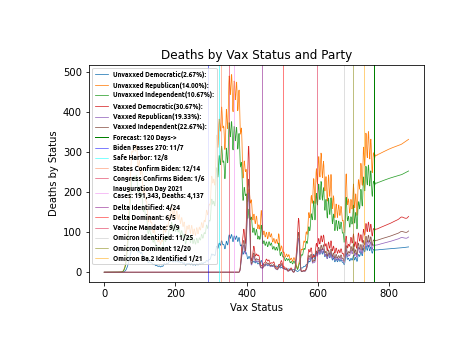 Deaths by Vax Status and Party
Deaths by Status
500
400
300
200
100
0
Unvaxxed Democratic(2.67%):
Unvaxxed Republican(14.00%):
Unvaxxed Independent(10.67%):
Vaxxed Democratic(30.67%):
Vaxxed Republican(19.33%):
Vaxxed Independent(22.67%):
Forecast: 120 Days->
Biden Passes 270: 11/7
Safe Harbor: 12/8
States Confirm Biden: 12/14
Congress Confirms Biden: 1/6
Inauguration Day 2021
Cases: 191,343, Deaths: 4,137
Delta Identified: 4/24
Delta Dominant: 6/5
Vaccine Mandate: 9/9
Omicron Identified: 11/25
Omicron Dominant 12/20
Omicron Ba.2 Identified 1/21
0
200
400
600
800
Vax Status